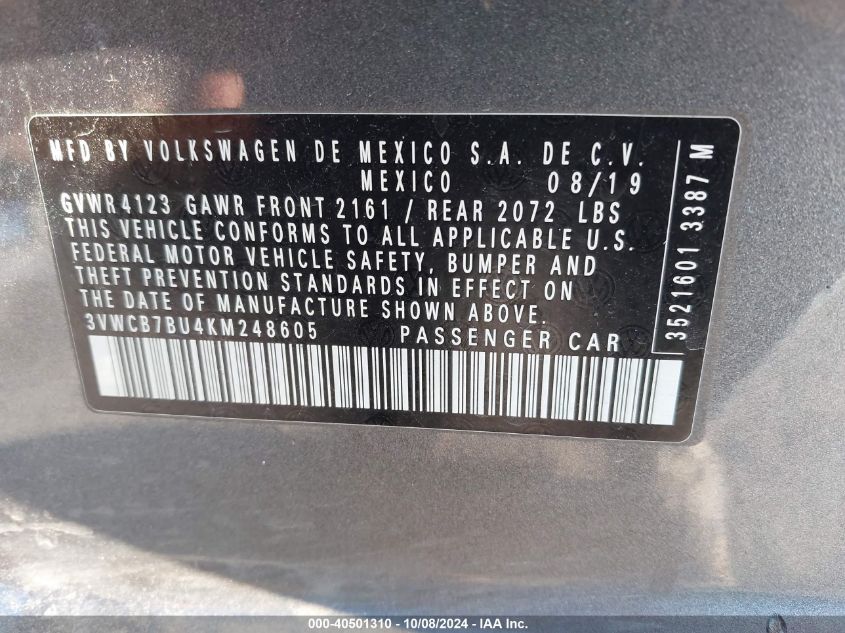 MFD BY VOLKSWAGEN DE MEXICO S.A. DE C.V.
MEXICO 08/19
GVWR 4123 GAWR FRONT 2161 / REAR 2072 LBS
THIS VEHICLE CONFORMS TO ALL APPLICABLE U.S.
FEDERAL MOTOR VEHICLE SAFETY, BUMPER AND
THEFT PREVENTION STANDARDS IN EFFECT ON
THE DATE OF MANUFACTURE SHOWN ABOVE.
3VWCB7BU4KM248605 PASSENGER CAR
3521601 3387 M
000-40501310 - 10/08/2024 - IAA Inc.